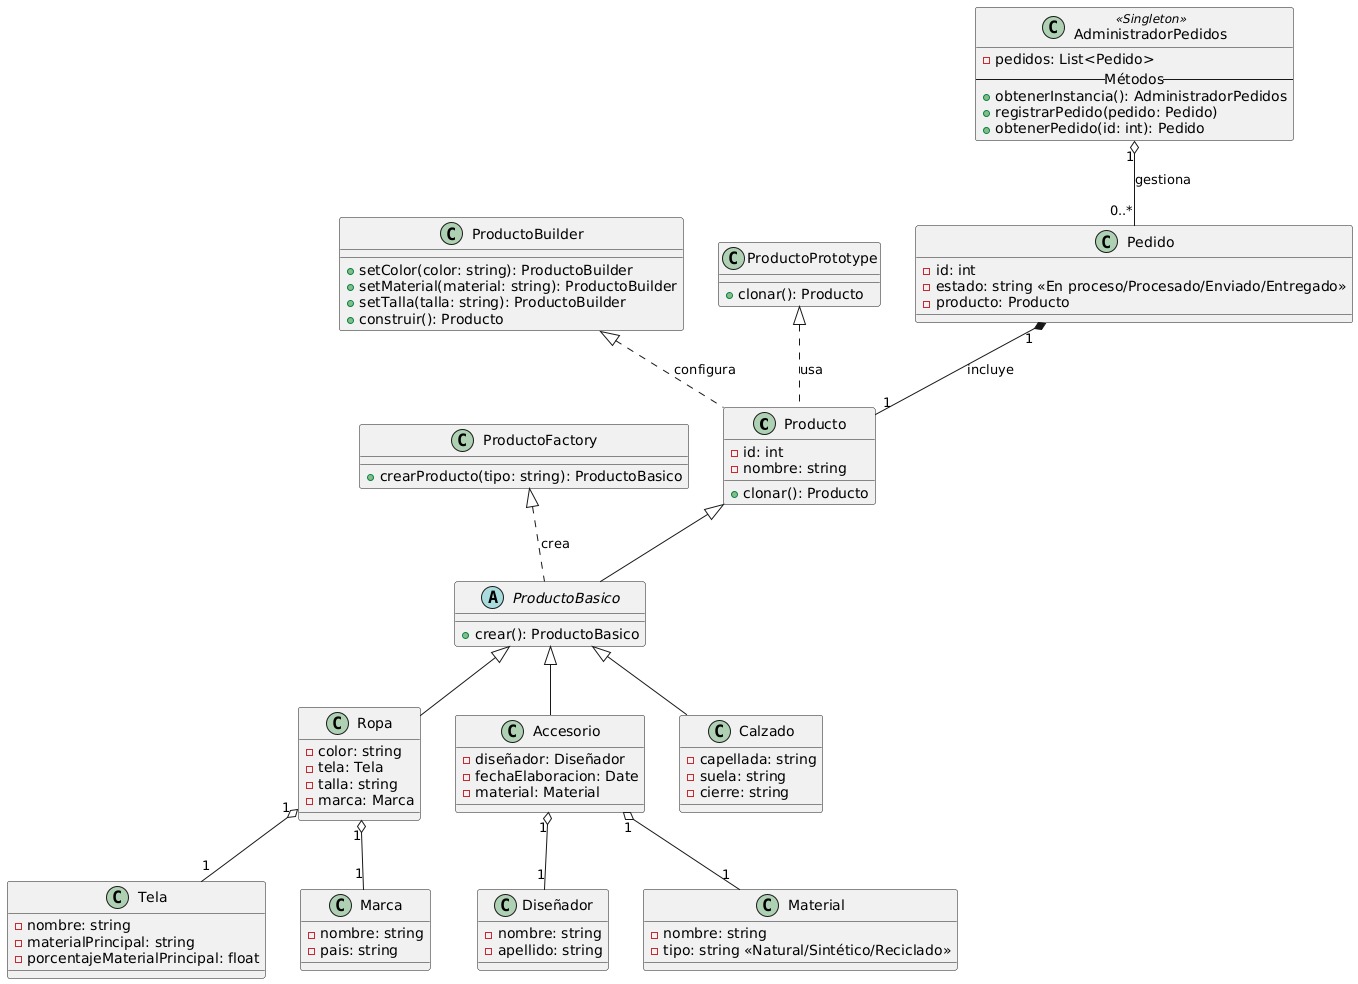 «Singleton»
AdministradorPedidos
pedidos: List<Pedido>
Métodos
obtenerInstancia(): AdministradorPedidos
registrarPedido(pedido: Pedido)
obtenerPedido(id: int): Pedido
1
gestiona
0..*
ProductoBuilder
setColor(color: string): ProductoBuilder
setMaterial(material: string): ProductoBuilder
setTalla(talla: string): ProductoBuilder
construir(): Producto
ProductoPrototype
clonar(): Producto
Pedido
id: int
estado: string «En proceso/Procesado/Enviado/Entregado»
producto: Producto
1
configura
usa
incluye
1
ProductoFactory
crearProducto(tipo: string): ProductoBasico
Producto
id: int
nombre: string
clonar(): Producto
crea
ProductoBasico
crear(): ProductoBasico
Ropa
color: string
tela: Tela
talla: string
marca: Marca
Accesorio
diseñador: Diseñador
fechaElaboracion: Date
material: Material
Calzado
capellada: string
suela: string
cierre: string
1
1
1
1
1
1
1
1
Tela
nombre: string
materialPrincipal: string
porcentajeMaterialPrincipal: float
Marca
nombre: string
pais: string
Diseñador
nombre: string
apellido: string
Material
nombre: string
tipo: string «Natural/Sintético/Reciclado»